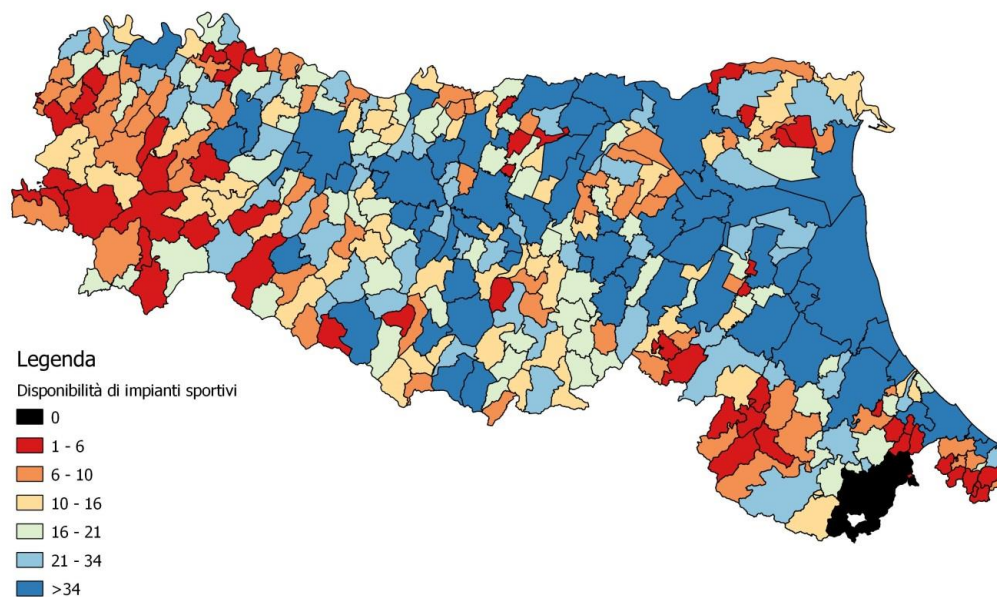 Legenda
Disponibilità di impianti sportivi
0
1 - 6
6 - 10
10 - 16
16 - 21
21 - 34
>34